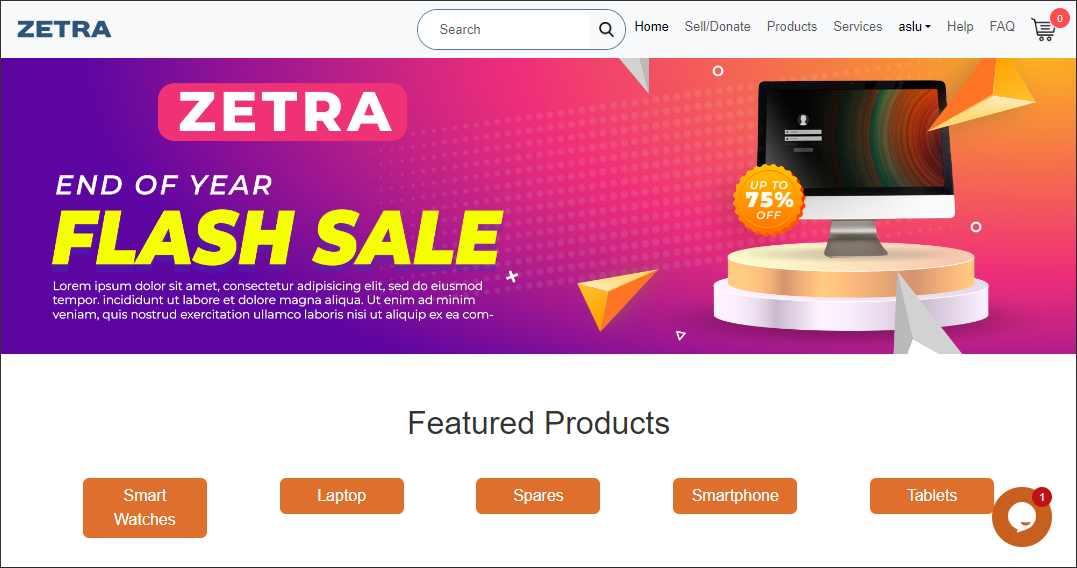 ZETRA
Search
Home Sell/Donate Products Services aslu Help FAQ
0
ZETRA
END OF YEAR
FLASH SALE
Lorem ipsum dolor sit amet, consectetur adipisicing elit, sed do eiusmod
tempor. incididunt ut labore et dolore magna aliqua. Ut enim ad minim
veniam, quis nostrud exercitation ullamco laboris nisi ut aliquip ex ea com-
UP TO
75%
OFF
Featured Products
Smart
Watches
Laptop
Spares
Smartphone
Tablets
1